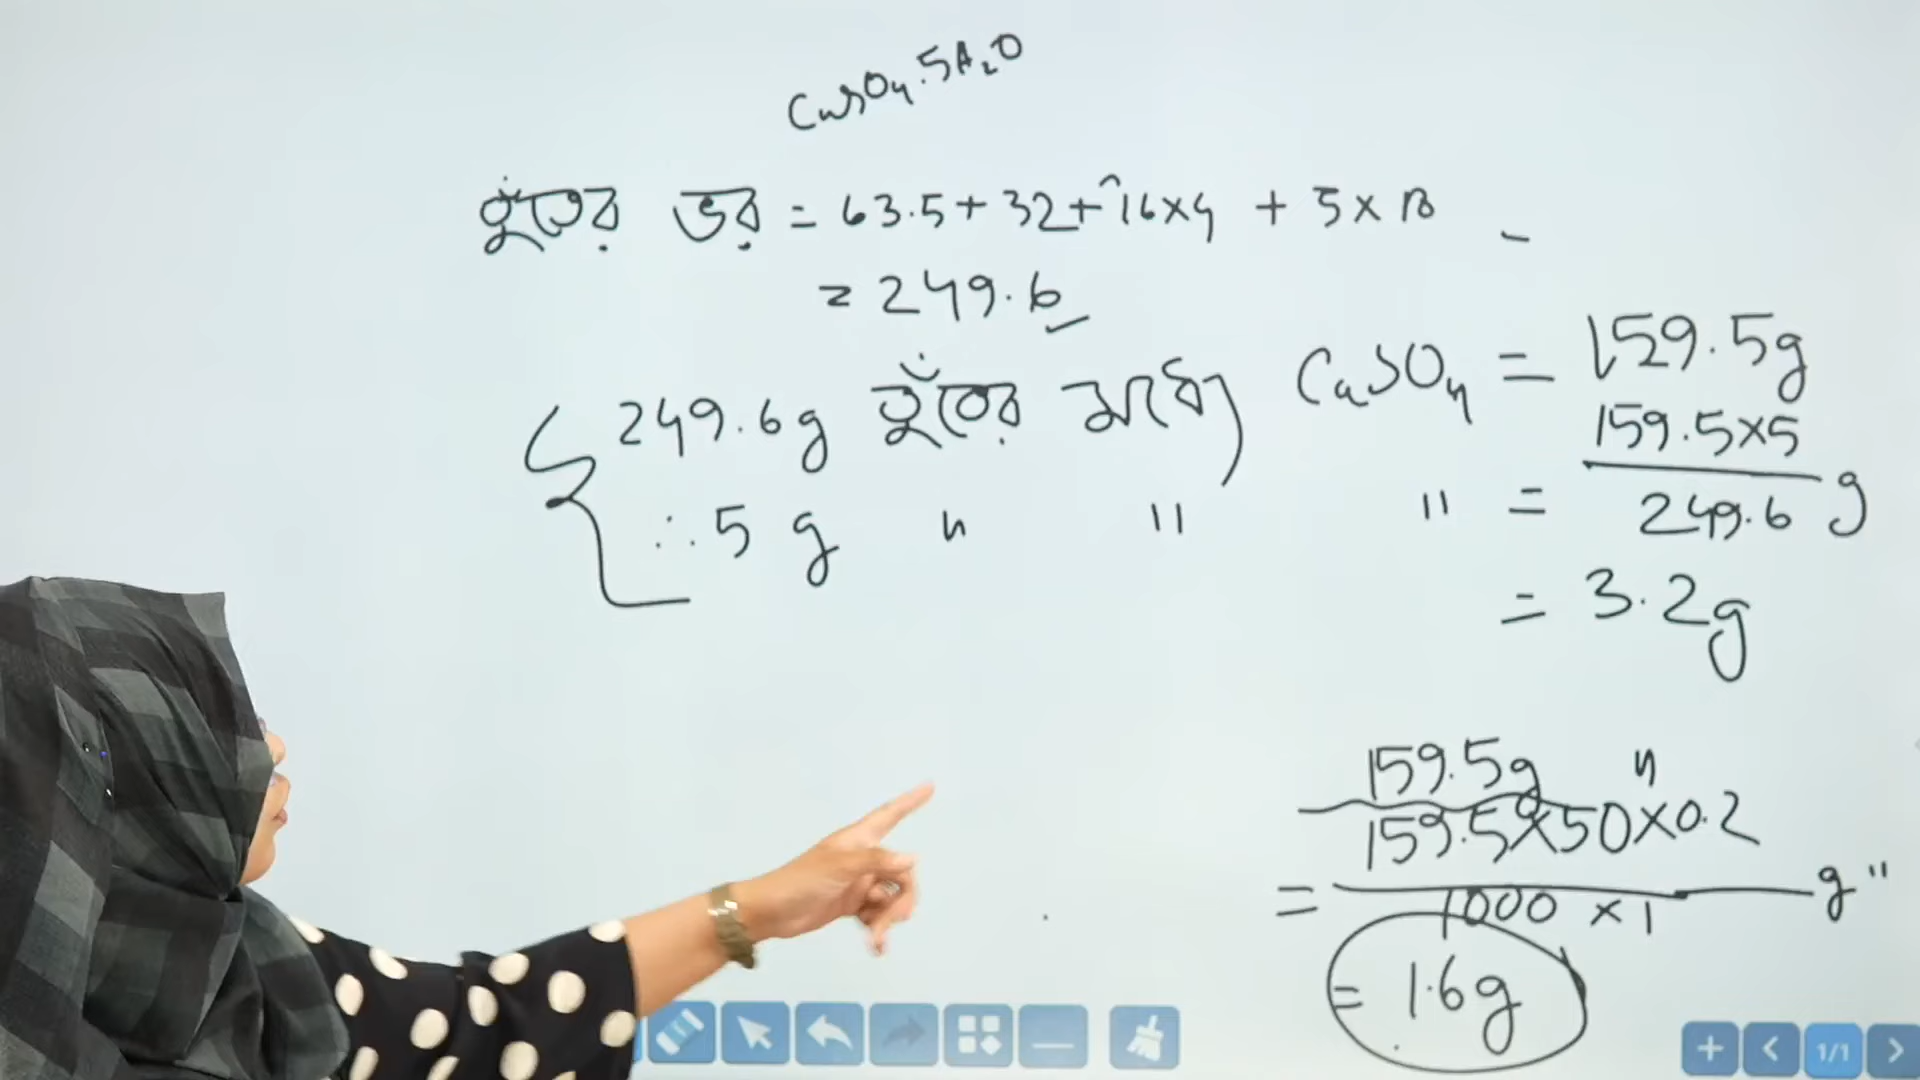 CuSO₄.5H₂O
তুঁতের ভর = 63.5 + 32 + 16×4 + 5×18
= 249.6
249.6g তুঁতের মধ্যে CuSO₄ = 159.5g
∴ 5 g " " " = 159.5×5 / 249.6 g
= 3.2g
159.5g "
= 159.5×50×0.2 / 1000 × 1 g "
= 1.6g
1/1